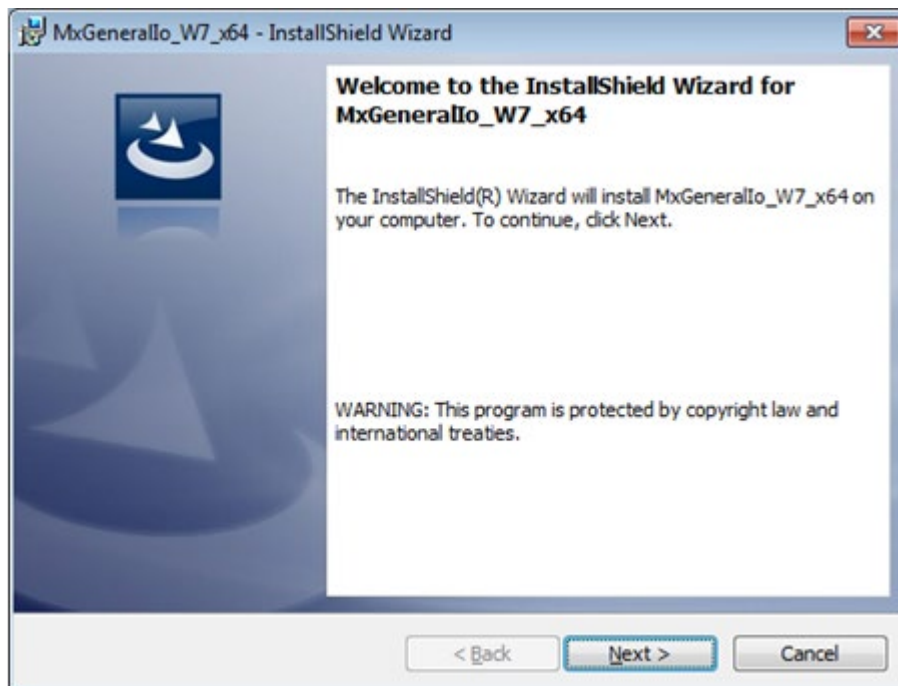 MxGeneralIo_W7_x64 - InstallShield Wizard
Welcome to the InstallShield Wizard for
MxGeneralIo_W7_x64
The InstallShield(R) Wizard will install MxGeneralIo_W7_x64 on
your computer. To continue, click Next.
WARNING: This program is protected by copyright law and
international treaties.
< Back
Next >
Cancel